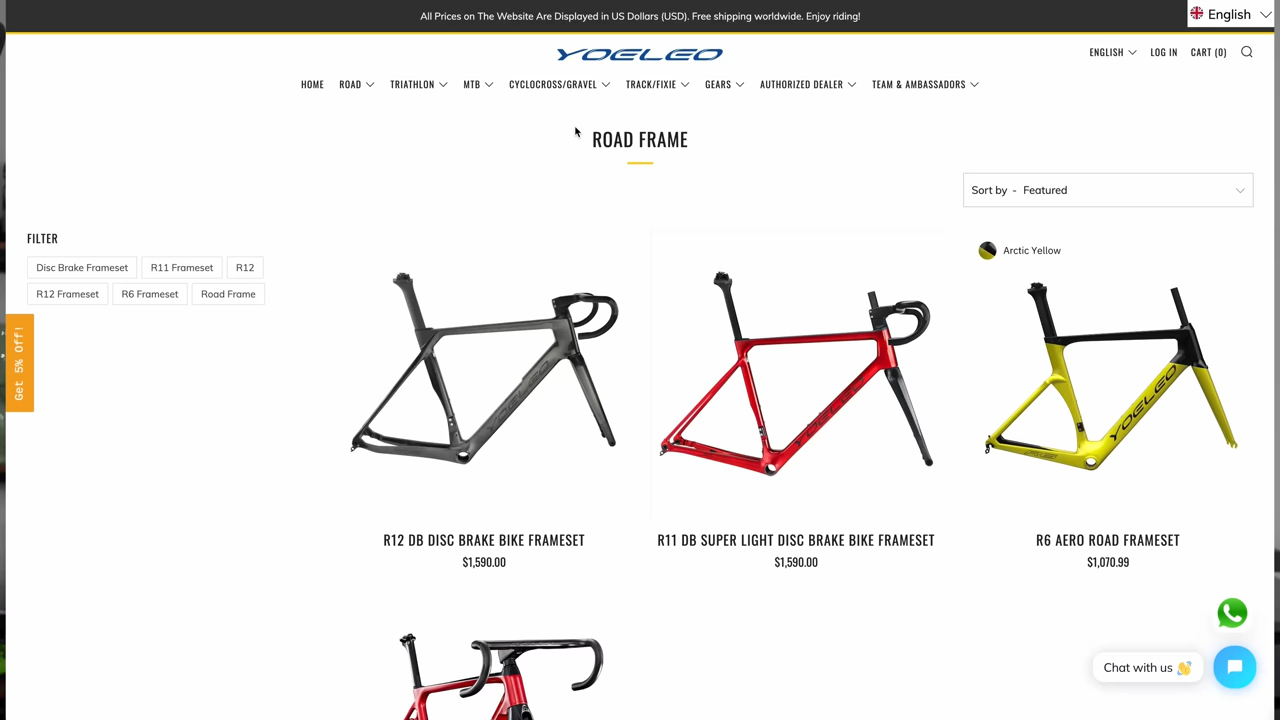 All Prices on The Website Are Displayed in US Dollars (USD). Free shipping worldwide. Enjoy riding!
English
YOELEO
ENGLISH LOG IN CART (0)
HOME ROAD TRIATHLON MTB CYCLOCROSS/GRAVEL TRACK/FIXIE GEARS AUTHORIZED DEALER TEAM & AMBASSADORS
ROAD FRAME
Sort by - Featured
FILTER
Disc Brake Frameset R11 Frameset R12
R12 Frameset R6 Frameset Road Frame
Get 5% Off!
Arctic Yellow
YOELEO
YOELEO
YOELEO
R12 DB DISC BRAKE BIKE FRAMESET
$1,590.00
R11 DB SUPER LIGHT DISC BRAKE BIKE FRAMESET
$1,590.00
R6 AERO ROAD FRAMESET
$1,070.99
Chat with us